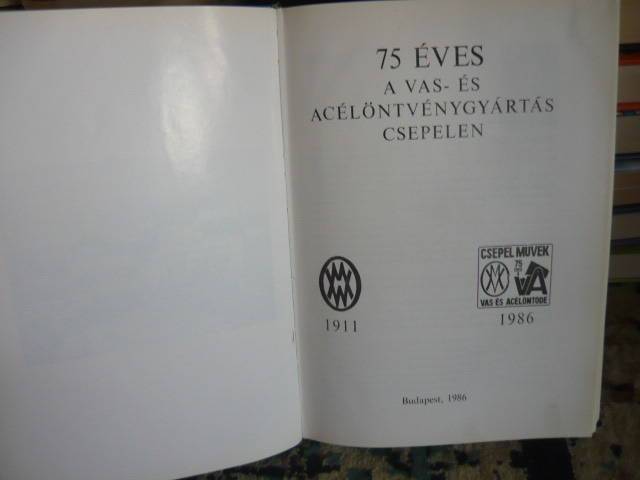 75 ÉVES
A VAS- ÉS
ACÉLÖNTVÉNYGYÁRTÁS
CSEPELEN
1911
CSEPEL MŰVEK
75
VA
VAS ÉS ACÉLÖNTÖDE
1986
Budapest, 1986